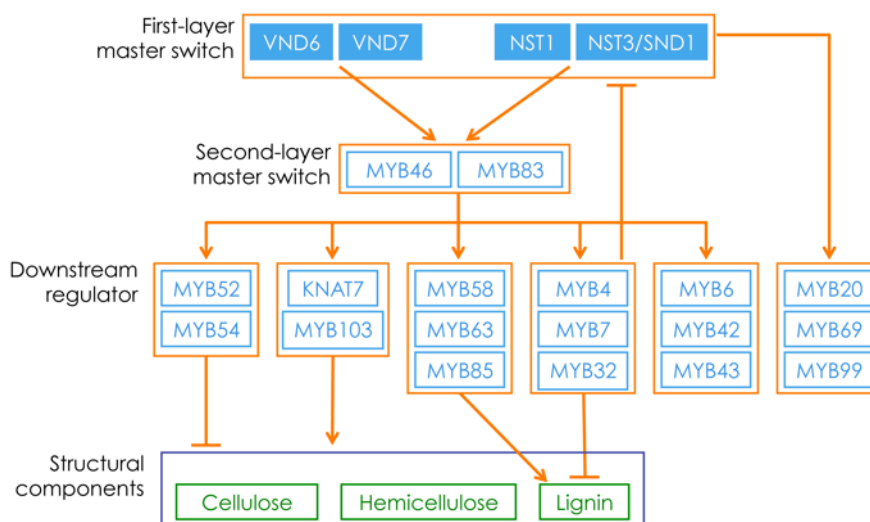 First-layer
master switch
VND6 VND7 NST1 NST3/SND1
Second-layer
master switch
MYB46 MYB83
Downstream
regulator
MYB52 KNAT7 MYB58 MYB4 MYB6 MYB20
MYB54 MYB103 MYB63 MYB7 MYB42 MYB69
MYB85 MYB32 MYB43 MYB99
Structural
components
Cellulose Hemicellulose Lignin